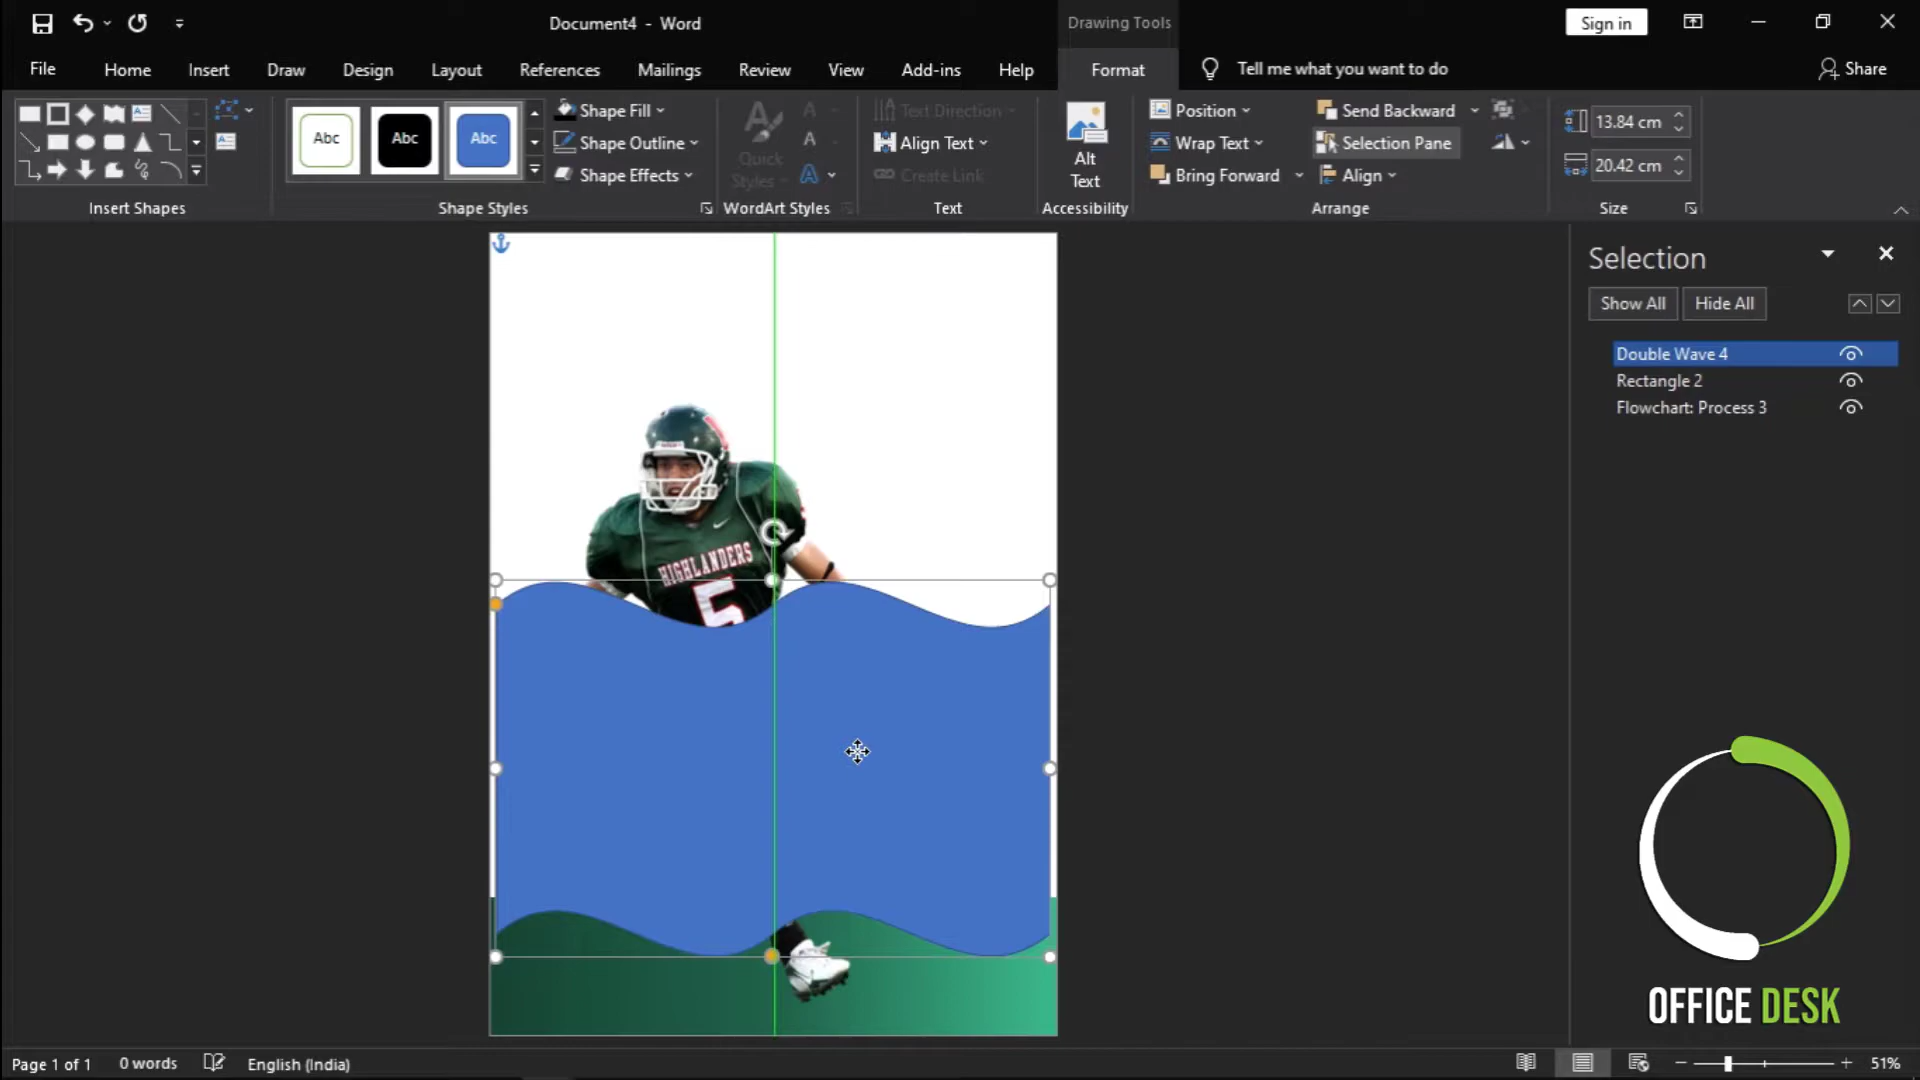 Document4 - Word
Drawing Tools
Sign in
File
Home
Insert
Draw
Design
Layout
References
Mailings
Review
View
Add-ins
Help
Format
Tell me what you want to do
Share
Abc
Abc
Abc
Shape Fill
Shape Outline
Shape Effects
Quick
Styles
Text Direction
Align Text
Create Link
Alt
Text
Position
Wrap Text
Bring Forward
Send Backward
Selection Pane
Align
13.84 cm
20.42 cm
Insert Shapes
Shape Styles
WordArt Styles
Text
Accessibility
Arrange
Size
Selection
Show All
Hide All
Double Wave 4
Rectangle 2
Flowchart: Process 3
HIGHLANDERS
5
OFFICE DESK
Page 1 of 1
0 words
English (India)
51%